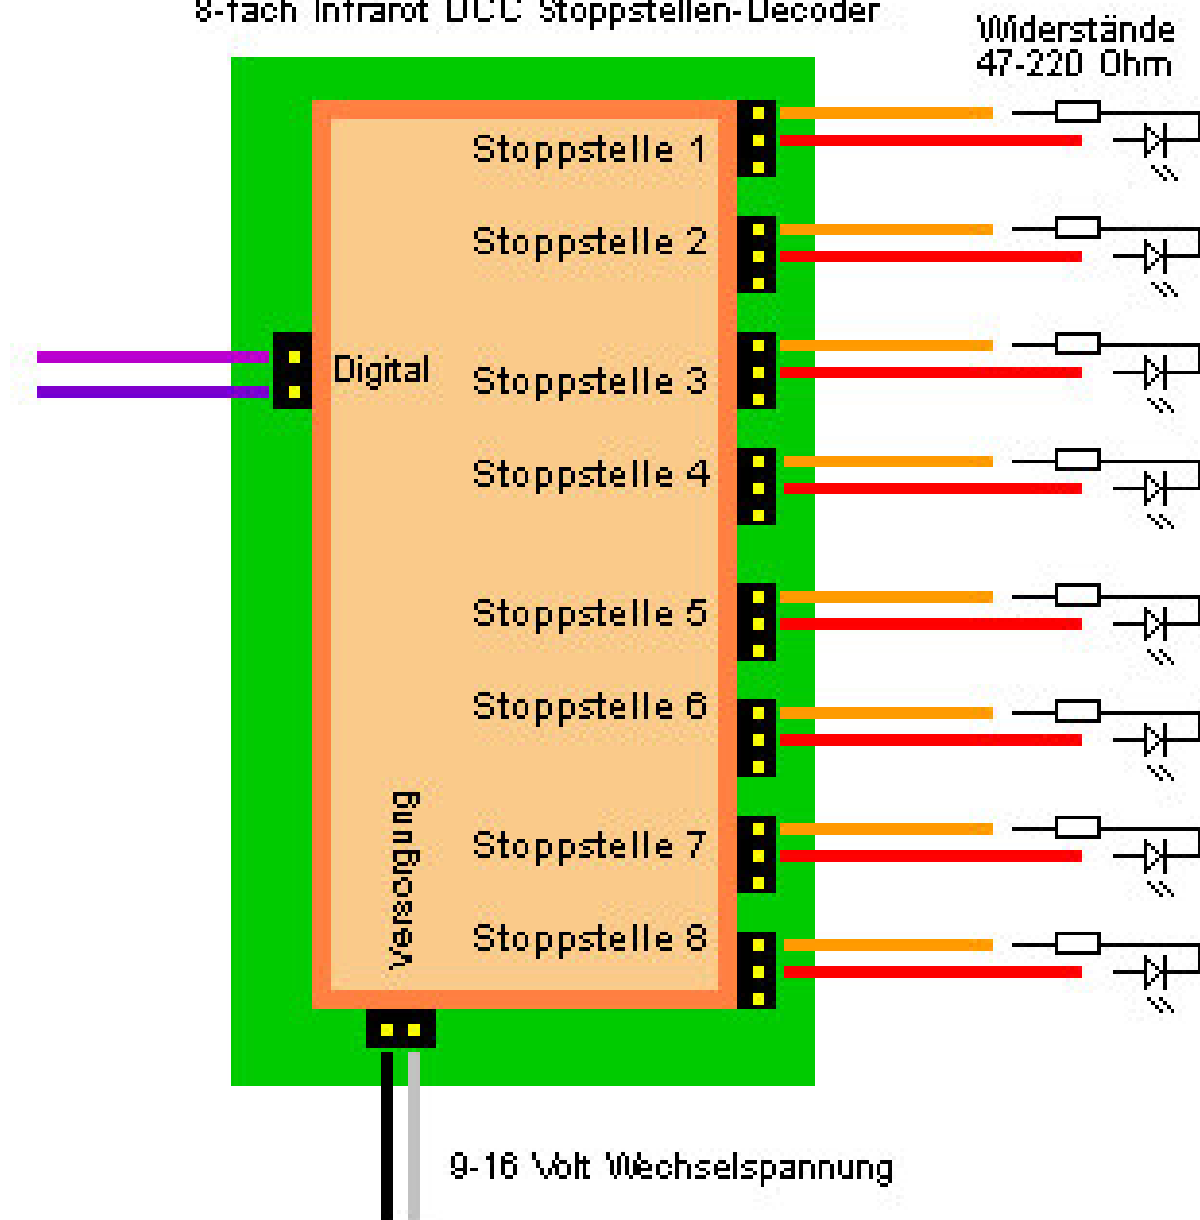 8-fach Infrarot DCC Stoppstellen-Decoder
Widerstände
47-220 Ohm
Stoppstelle 1
Stoppstelle 2
Digital
Stoppstelle 3
Stoppstelle 4
Stoppstelle 5
Stoppstelle 6
Versorgung
Stoppstelle 7
Stoppstelle 8
9-16 Volt Wechselspannung